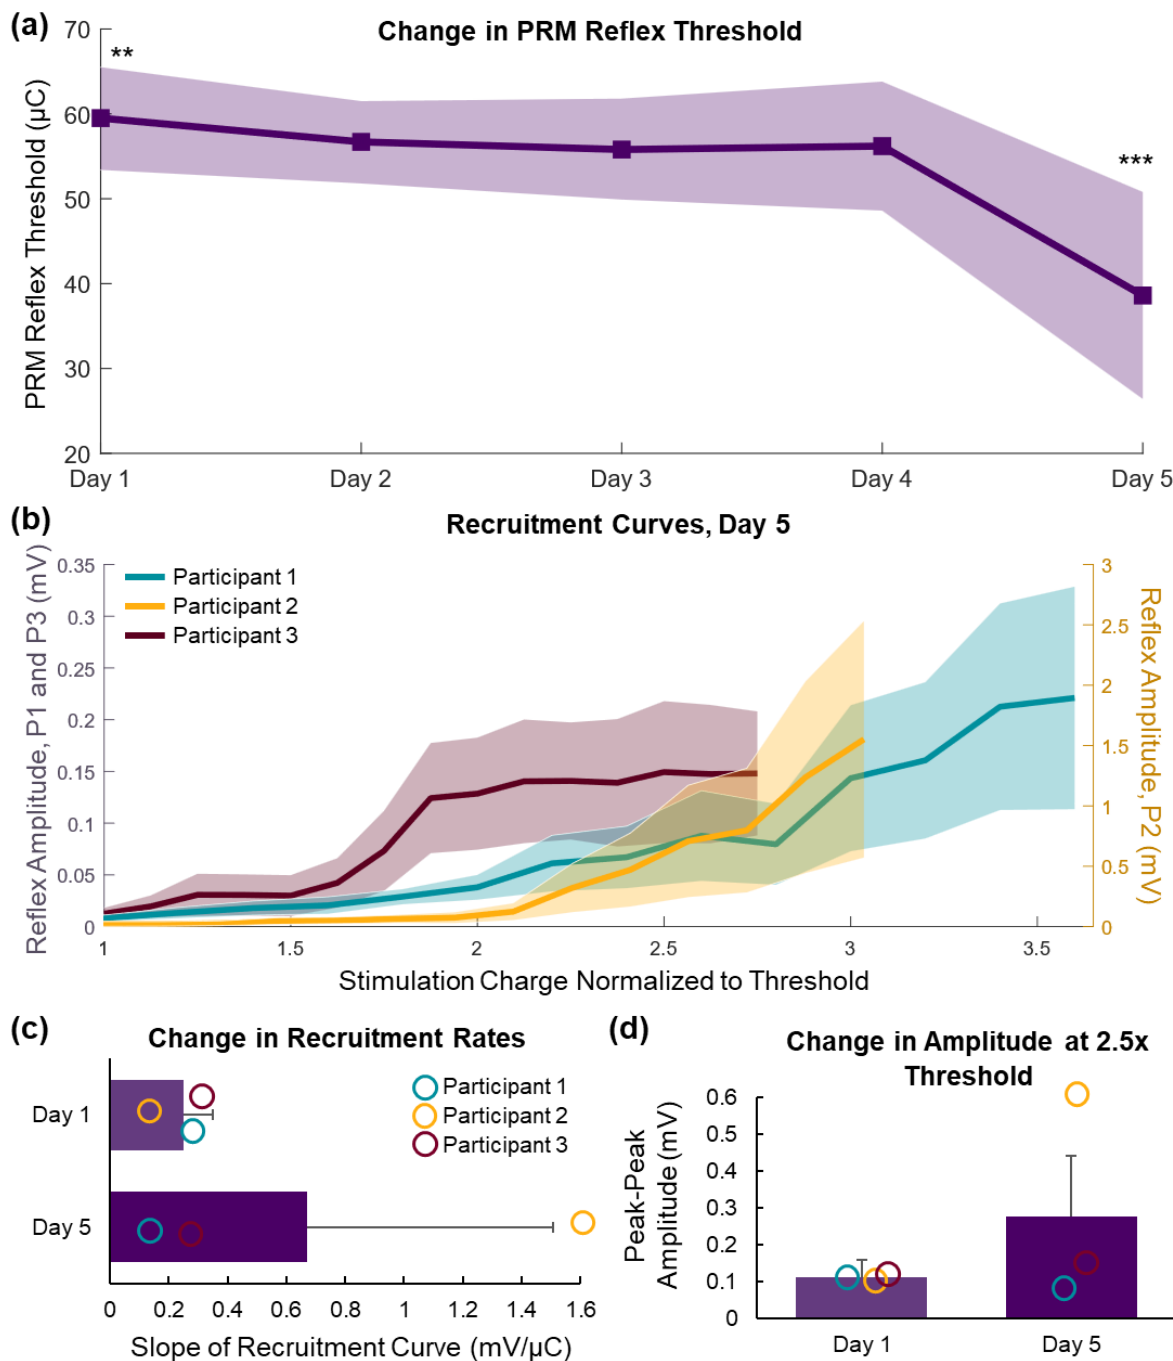 (a)
Change in PRM Reflex Threshold
PRM Reflex Threshold (µC)
70
60
50
40
30
20
**
***
Day 1
Day 2
Day 3
Day 4
Day 5
(b)
Recruitment Curves, Day 5
Reflex Amplitude, P1 and P3 (mV)
0.35
0.3
0.25
0.2
0.15
0.1
0.05
0
Participant 1
Participant 2
Participant 3
3
2.5
2
1.5
1
0.5
0
Reflex Amplitude, P2 (mV)
1
1.5
2
2.5
3
3.5
Stimulation Charge Normalized to Threshold
(c)
Change in Recruitment Rates
Day 1
Day 5
Participant 1
Participant 2
Participant 3
0
0.2
0.4
0.6
0.8
1
1.2
1.4
1.6
Slope of Recruitment Curve (mV/µC)
(d)
Change in Amplitude at 2.5x
Threshold
Peak-Peak
Amplitude (mV)
0.6
0.5
0.4
0.3
0.2
0.1
0
Day 1
Day 5